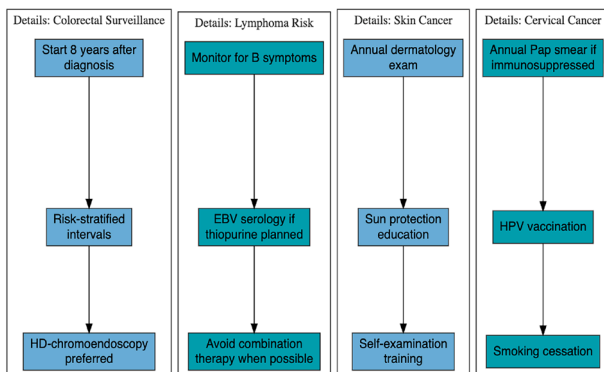 Details: Colorectal Surveillance
Start 8 years after
diagnosis
Risk-stratified
intervals
HD-chromoendoscopy
preferred
Details: Lymphoma Risk
Monitor for B symptoms
EBV serology if
thiopurine planned
Avoid combination
therapy when possible
Details: Skin Cancer
Annual dermatology
exam
Sun protection
education
Self-examination
training
Details: Cervical Cancer
Annual Pap smear if
immunosuppressed
HPV vaccination
Smoking cessation